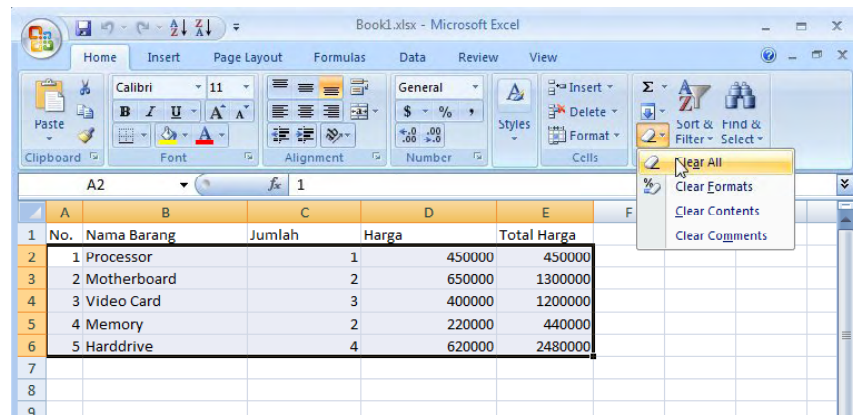 Book1.xlsx - Microsoft Excel
Home Insert Page Layout Formulas Data Review View
Calibri 11 General Insert Σ
Paste B I U A A $ % , Styles Delete Sort & Find &
Format Filter Select
Clipboard Font Alignment Number Cells
Clear All
Clear Formats
Clear Contents
Clear Comments
A2 fx 1
A B C D E F
1 No. Nama Barang Jumlah Harga Total Harga
2 1 Processor 1 450000 450000
3 2 Motherboard 2 650000 1300000
4 3 Video Card 3 400000 1200000
5 4 Memory 2 220000 440000
6 5 Harddrive 4 620000 2480000
7
8
9